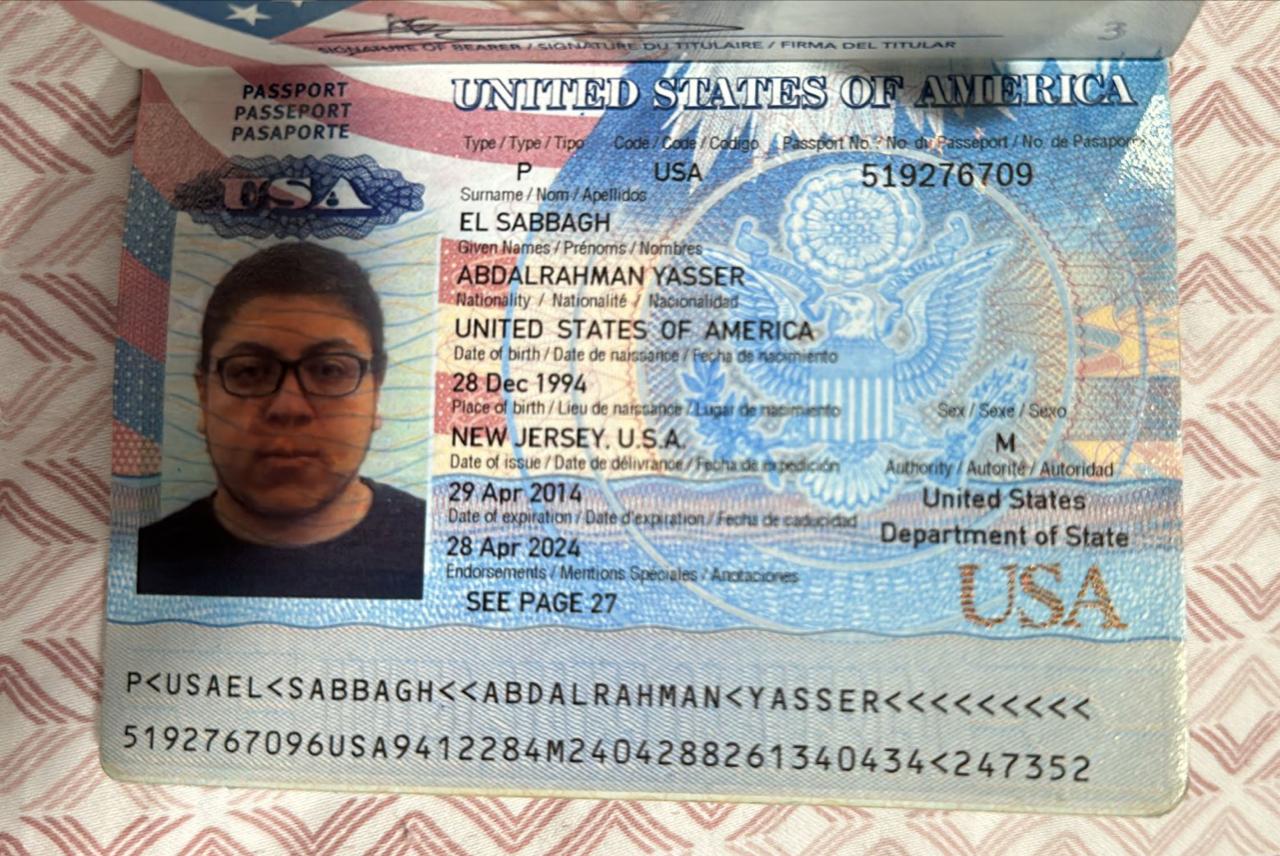 SIGNATURE OF BEARER / SIGNATURE DU TITULAIRE / FIRMA DEL TITULAR
3
PASSPORT
PASSEPORT
PASAPORTE
USA
UNITED STATES OF AMERICA
Type / Type / Tipo Code / Code / Código Passport No. / No. du Passeport / No. de Pasaporte
P USA 519276709
Surname / Nom / Apellidos
EL SABBAGH
Given Names / Prénoms / Nombres
ABDALRAHMAN YASSER
Nationality / Nationalité / Nacionalidad
UNITED STATES OF AMERICA
Date of birth / Date de naissance / Fecha de nacimiento
28 Dec 1994
Place of birth / Lieu de naissance / Lugar de nacimiento Sex / Sexe / Sexo
NEW JERSEY, U.S.A. M
Date of issue / Date de délivrance / Fecha de expedición Authority / Autorité / Autoridad
29 Apr 2014 United States
Date of expiration / Date d'expiration / Fecha de caducidad Department of State
28 Apr 2024
Endorsements / Mentions Spéciales / Anotaciones
SEE PAGE 27
USA
P<USAEL<SABBAGH<<ABDALRAHMAN<YASSER<<<<<<<<<
5192767096USA9412284M2404288261340434<247352